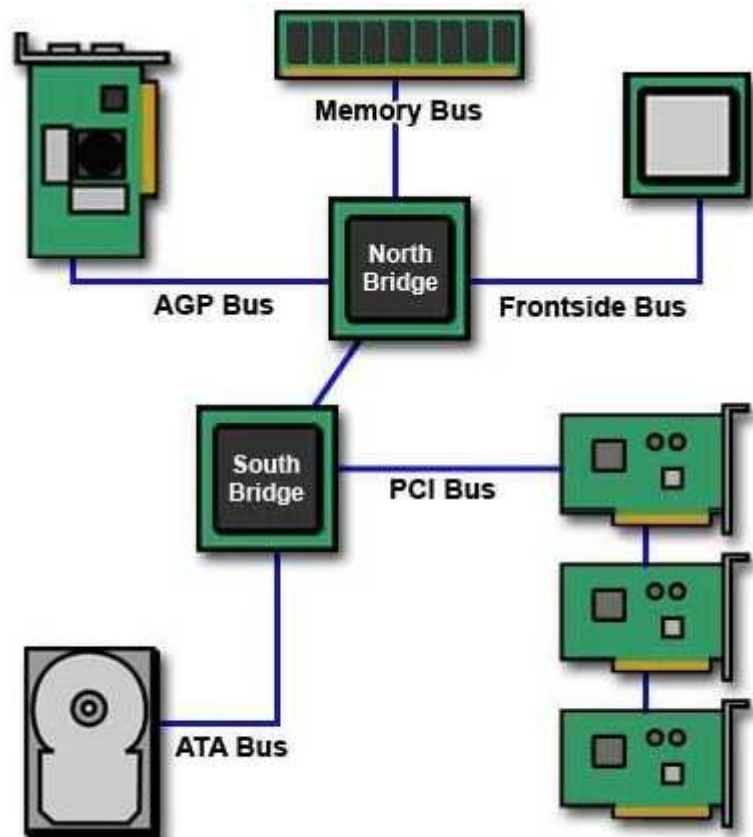 Memory Bus
North
Bridge
AGP Bus
Frontside Bus
South
Bridge
PCI Bus
ATA Bus